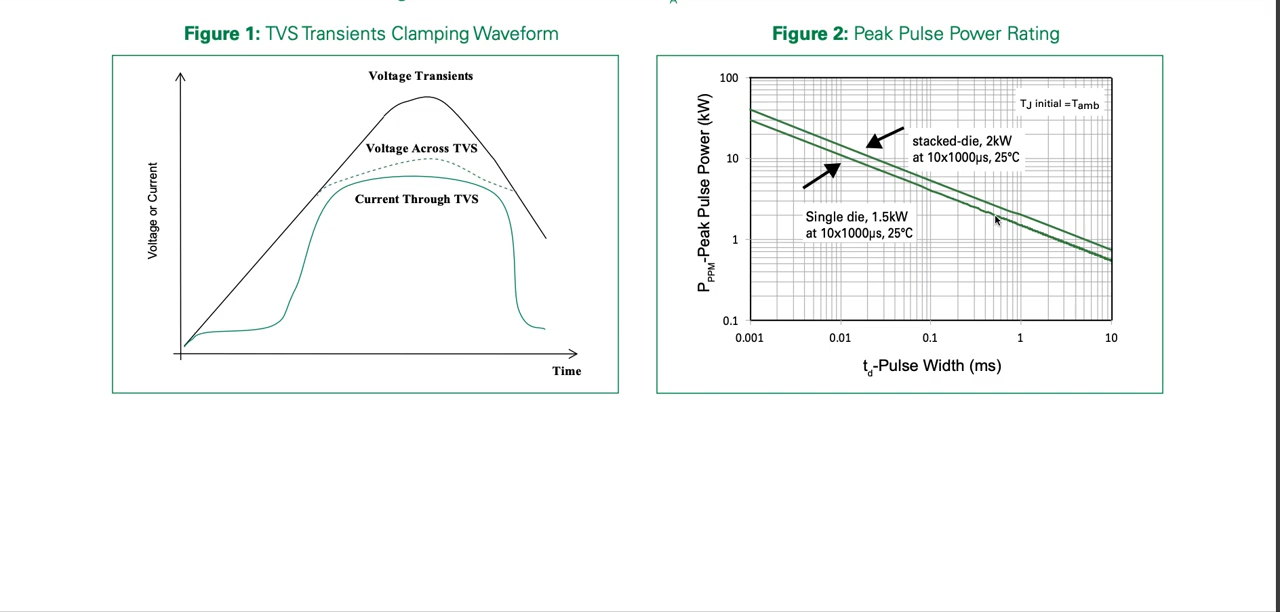 Figure 1: TVS Transients Clamping Waveform
Voltage Transients
Voltage Across TVS
Current Through TVS
Voltage or Current
Time
Figure 2: Peak Pulse Power Rating
TJ initial =Tamb
stacked-die, 2kW
at 10x1000μs, 25ºC
Single die, 1.5kW
at 10x1000μs, 25ºC
PPPM-Peak Pulse Power (kW)
100
10
1
0.1
0.001
0.01
0.1
1
10
td-Pulse Width (ms)